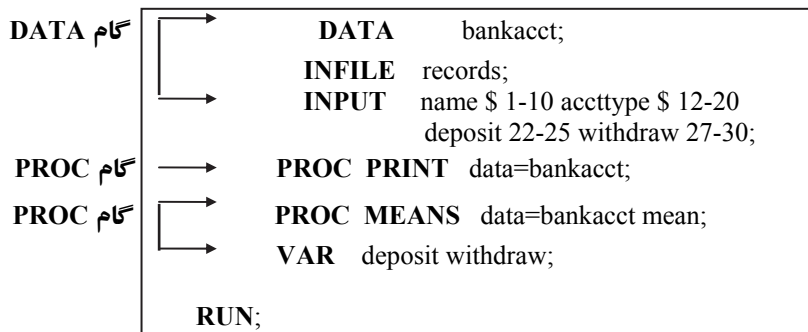 گام DATA DATA bankacct;
INFILE records;
INPUT name $ 1-10 accttype $ 12-20
deposit 22-25 withdraw 27-30;
گام PROC PROC PRINT data=bankacct;
گام PROC PROC MEANS data=bankacct mean;
VAR deposit withdraw;
RUN;